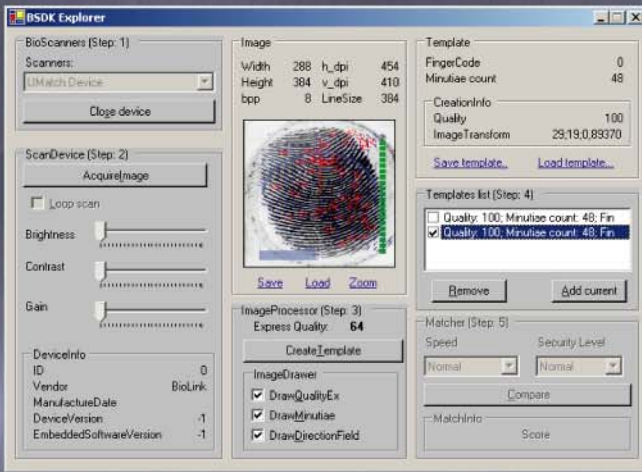 BSDK Explorer
BioScanners (Step: 1)
Scanners:
UMatch Device
Close device
ScanDevice (Step: 2)
AcquireImage
Loop scan
Brightness
Contrast
Gain
DeviceInfo
ID 0
Vendor BioLink
ManufactureDate
DeviceVersion -1
EmbeddedSoftwareVersion -1
Image
Width 288 h_dpi 454
Height 384 v_dpi 410
bpp 8 LineSize 384
Save Load Zoom
ImageProcessor (Step: 3)
Express Quality: 64
CreateTemplate
ImageDrawer
DrawQualityEx
DrawMinutiae
DrawDirectionField
Template
FingerCode 0
Minutiae count 48
CreationInfo
Quality 100
ImageTransform 29;19;0,89370
Save template.. Load template...
Templates list (Step: 4)
Quality: 100; Minutiae count: 48; Fin
Quality: 100; Minutiae count: 48; Fin
Remove Add current
Matcher (Step: 5)
Speed Security Level
Normal Normal
Compare
MatchInfo
Score